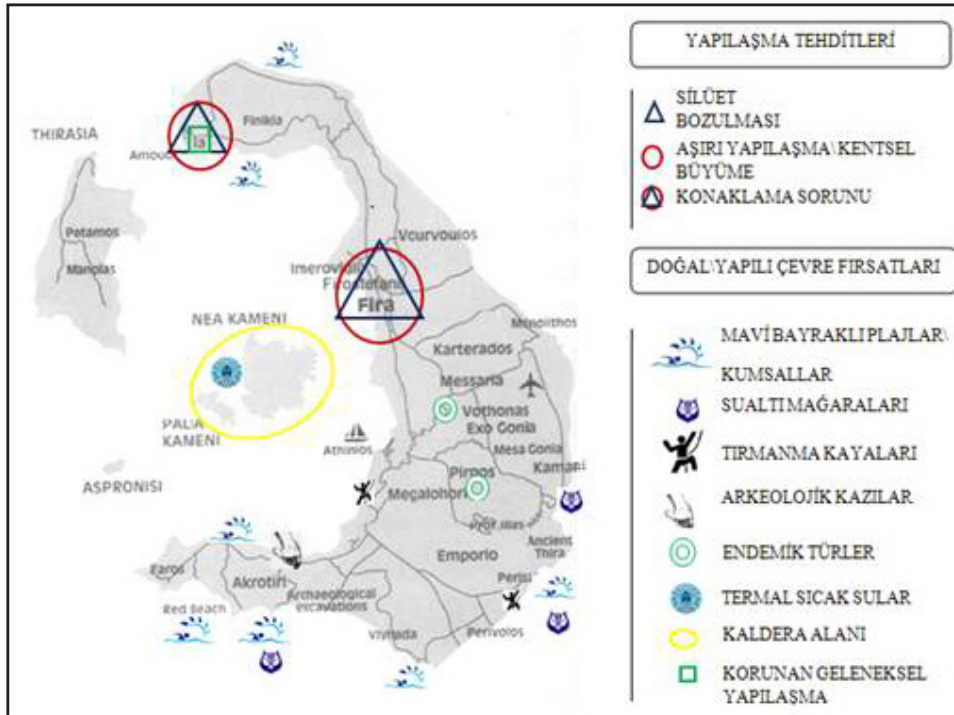 YAPILAŞMA TEHDİTLERİ
SİLÜET
BOZULMASI
AŞIRI YAPILAŞMA\KENTSEL
BÜYÜME
KONAKLAMA SORUNU
DOĞAL\YAPILI ÇEVRE FIRSATLARI
MAVİ BAYRAKLI PLAJLAR\
KUMSALLAR
SUALTI MAĞARALARI
TIRMANMA KAYALARI
ARKEOLOJİK KAZILAR
ENDEMİK TÜRLER
TERMAL SICAK SULAR
KALDERA ALANI
KORUNAN GELENEKSEL
YAPILAŞMA
Finikia
THIRASIA
Ia
Potamos
Manolas
Vourvoulos
Fira
NEA KAMENI
Monolithos
Karterados
Messaria
Vothonas
Exo Gonia
PALIA
KAMENI
Athinios
Mesa Gonia
Kamari
Pirgos
Megalohori
ASPRONISI
Prof. Ilias
Ancient
Thira
Emporio
Faros
Akrotiri
Archaeological
excavations
Perissa
Red Beach
Vlihada
Perivolos